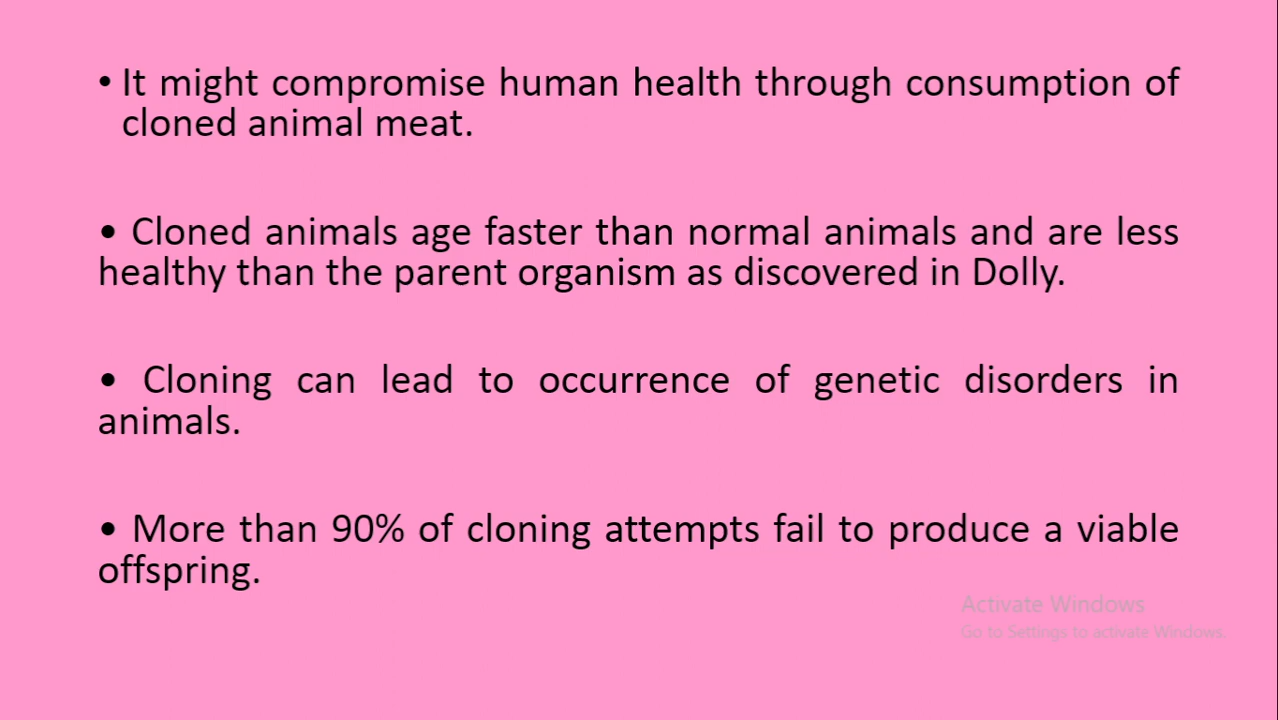 • It might compromise human health through consumption of
cloned animal meat.
• Cloned animals age faster than normal animals and are less
healthy than the parent organism as discovered in Dolly.
• Cloning can lead to occurrence of genetic disorders in
animals.
• More than 90% of cloning attempts fail to produce a viable
offspring.
Activate Windows
Go to Settings to activate Windows.